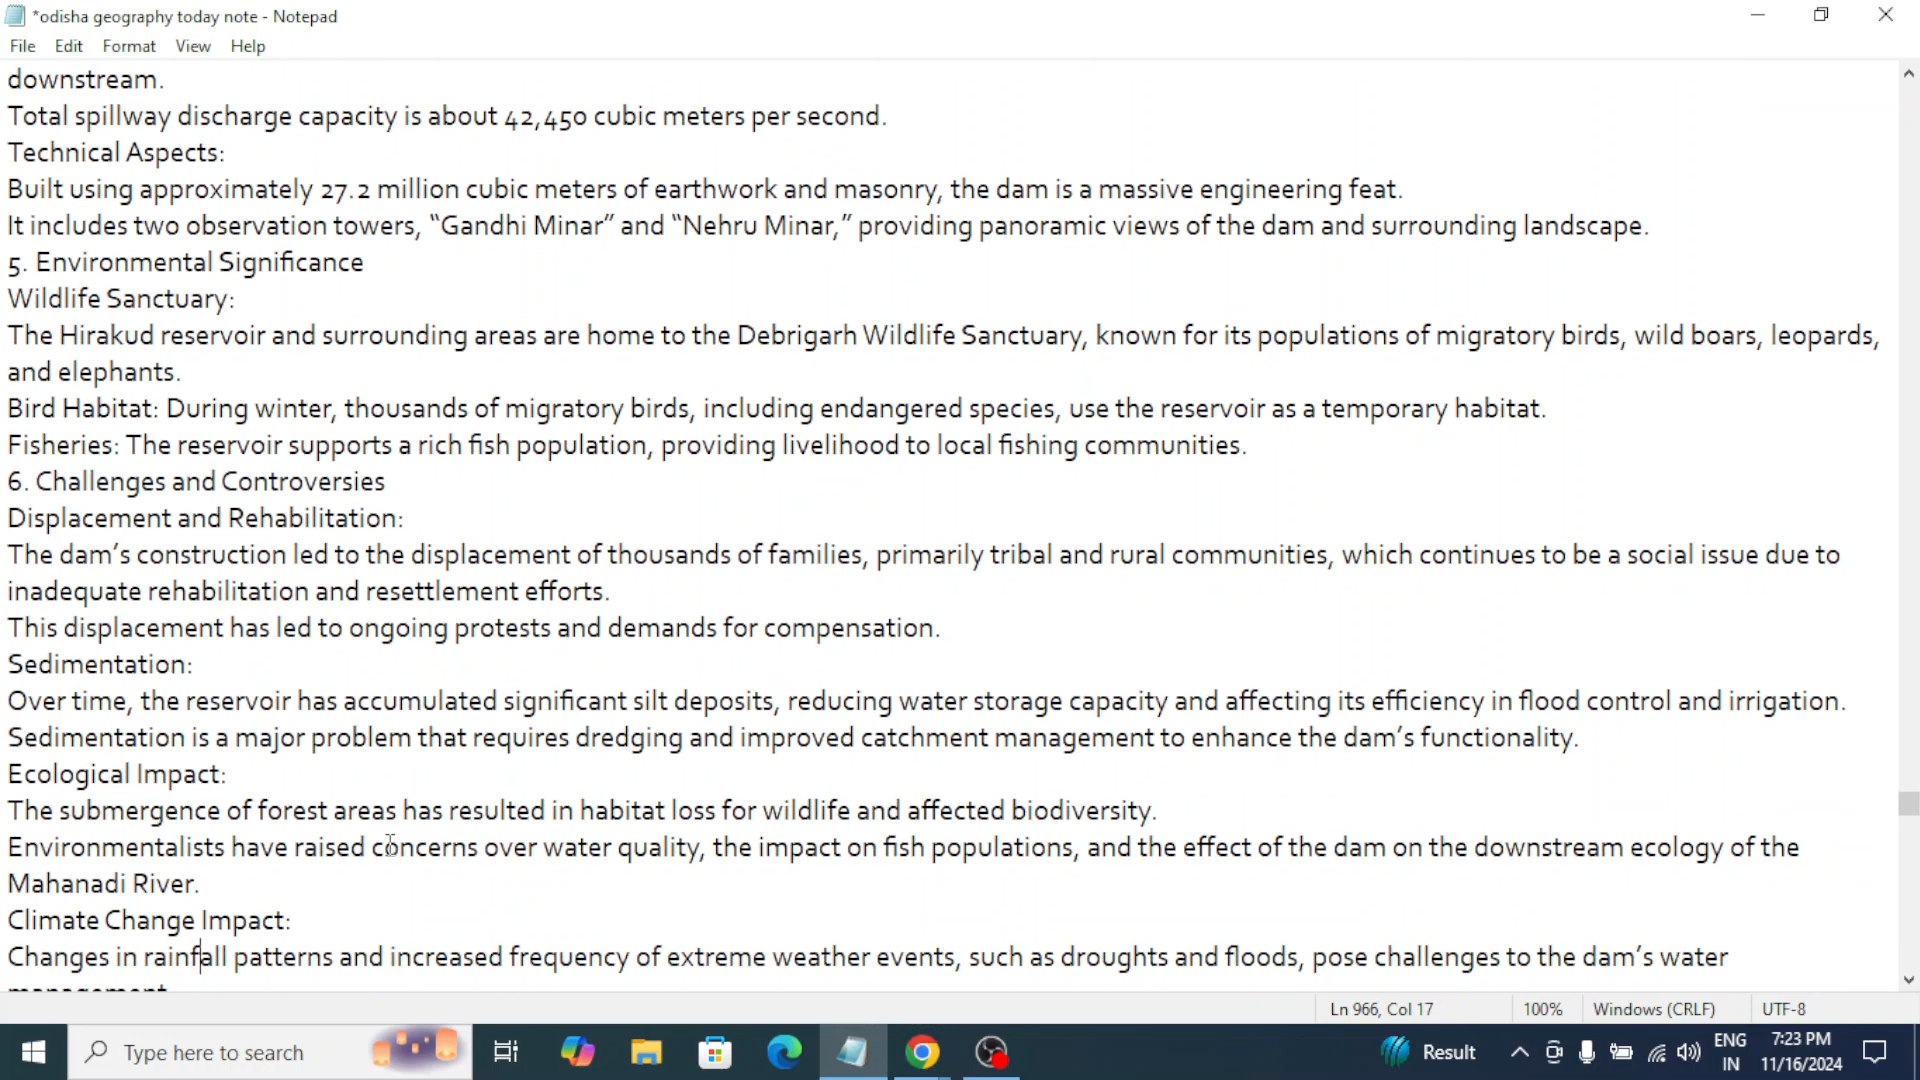 *odisha geography today note - Notepad
File Edit Format View Help
downstream.
Total spillway discharge capacity is about 42,450 cubic meters per second.
Technical Aspects:
Built using approximately 27.2 million cubic meters of earthwork and masonry, the dam is a massive engineering feat.
It includes two observation towers, “Gandhi Minar” and “Nehru Minar,” providing panoramic views of the dam and surrounding landscape.
5. Environmental Significance
Wildlife Sanctuary:
The Hirakud reservoir and surrounding areas are home to the Debrigarh Wildlife Sanctuary, known for its populations of migratory birds, wild boars, leopards,
and elephants.
Bird Habitat: During winter, thousands of migratory birds, including endangered species, use the reservoir as a temporary habitat.
Fisheries: The reservoir supports a rich fish population, providing livelihood to local fishing communities.
6. Challenges and Controversies
Displacement and Rehabilitation:
The dam’s construction led to the displacement of thousands of families, primarily tribal and rural communities, which continues to be a social issue due to
inadequate rehabilitation and resettlement efforts.
This displacement has led to ongoing protests and demands for compensation.
Sedimentation:
Over time, the reservoir has accumulated significant silt deposits, reducing water storage capacity and affecting its efficiency in flood control and irrigation.
Sedimentation is a major problem that requires dredging and improved catchment management to enhance the dam’s functionality.
Ecological Impact:
The submergence of forest areas has resulted in habitat loss for wildlife and affected biodiversity.
Environmentalists have raised concerns over water quality, the impact on fish populations, and the effect of the dam on the downstream ecology of the
Mahanadi River.
Climate Change Impact:
Changes in rainfall patterns and increased frequency of extreme weather events, such as droughts and floods, pose challenges to the dam’s water
management.
Ln 966, Col 17 100% Windows (CRLF) UTF-8
Type here to search Result ENG 7:23 PM
IN 11/16/2024